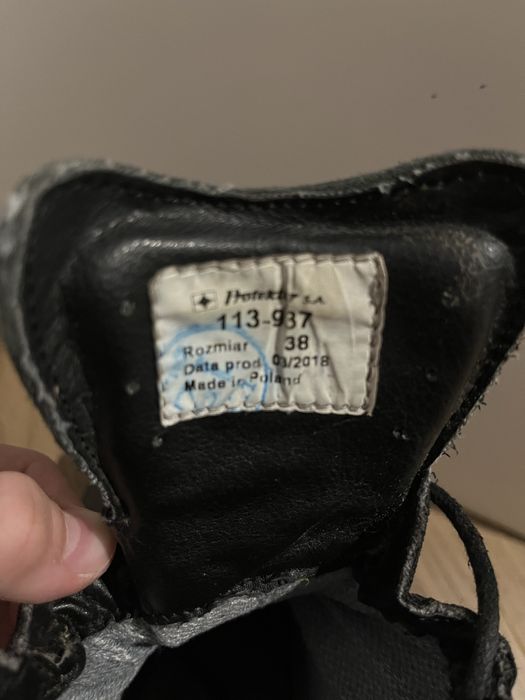 Protektor S.A.
113-937
Rozmiar 38
Data prod. 03/2018
Made in Poland